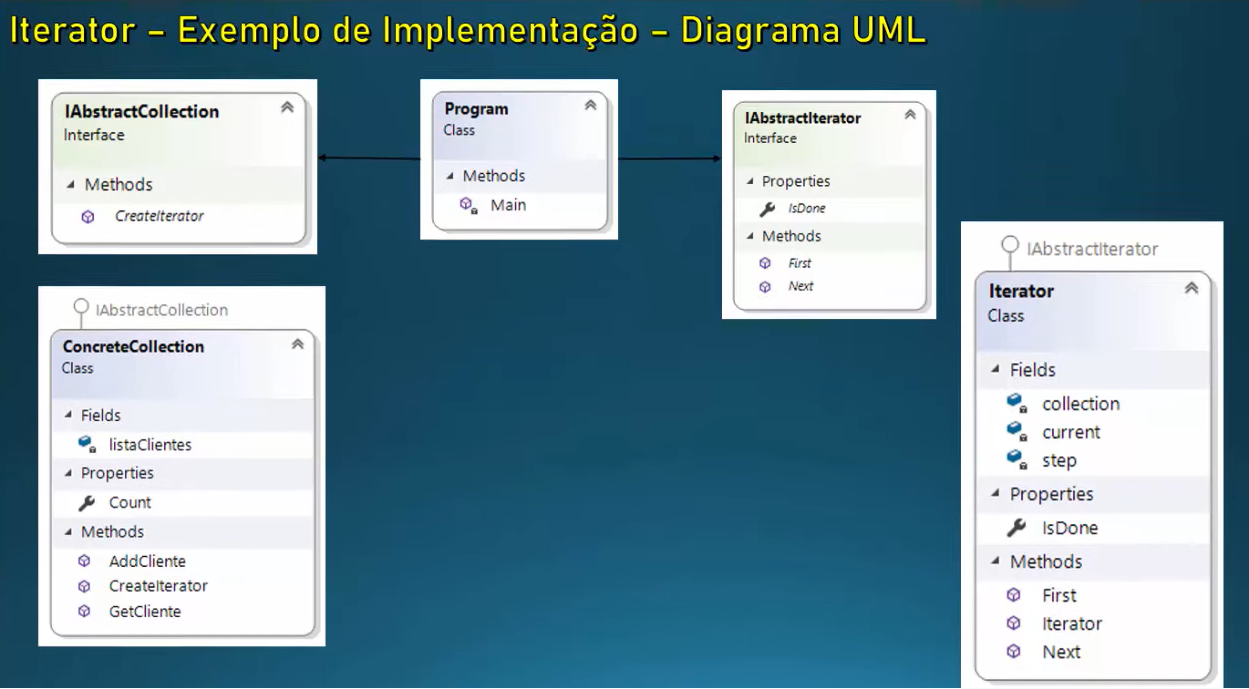 Iterator – Exemplo de Implementação – Diagrama UML
IAbstractCollection
Interface
Methods
CreateIterator
Program
Class
Methods
Main
IAbstractIterator
Interface
Properties
IsDone
Methods
First
Next
IAbstractCollection
ConcreteCollection
Class
Fields
listaClientes
Properties
Count
Methods
AddCliente
CreateIterator
GetCliente
IAbstractIterator
Iterator
Class
Fields
collection
current
step
Properties
IsDone
Methods
First
Iterator
Next